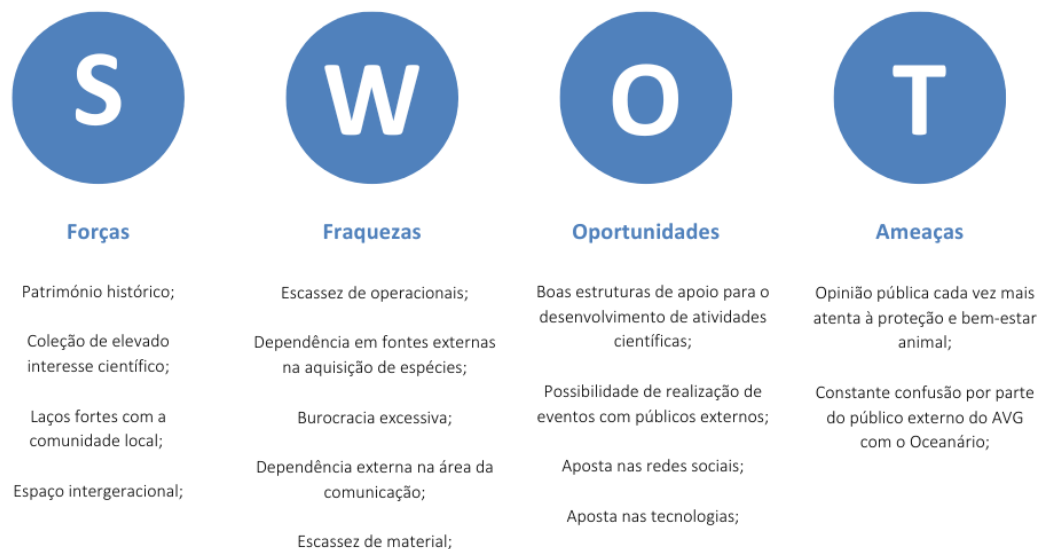 S
Forças
Património histórico;
Coleção de elevado
interesse científico;
Laços fortes com a
comunidade local;
Espaço intergeracional;
W
Fraquezas
Escassez de operacionais;
Dependência em fontes externas
na aquisição de espécies;
Burocracia excessiva;
Dependência externa na área da
comunicação;
Escassez de material;
O
Oportunidades
Boas estruturas de apoio para o
desenvolvimento de atividades
científicas;
Possibilidade de realização de
eventos com públicos externos;
Aposta nas redes sociais;
Aposta nas tecnologias;
T
Ameaças
Opinião pública cada vez mais
atenta à proteção e bem-estar
animal;
Constante confusão por parte
do público externo do AVG
com o Oceanário;